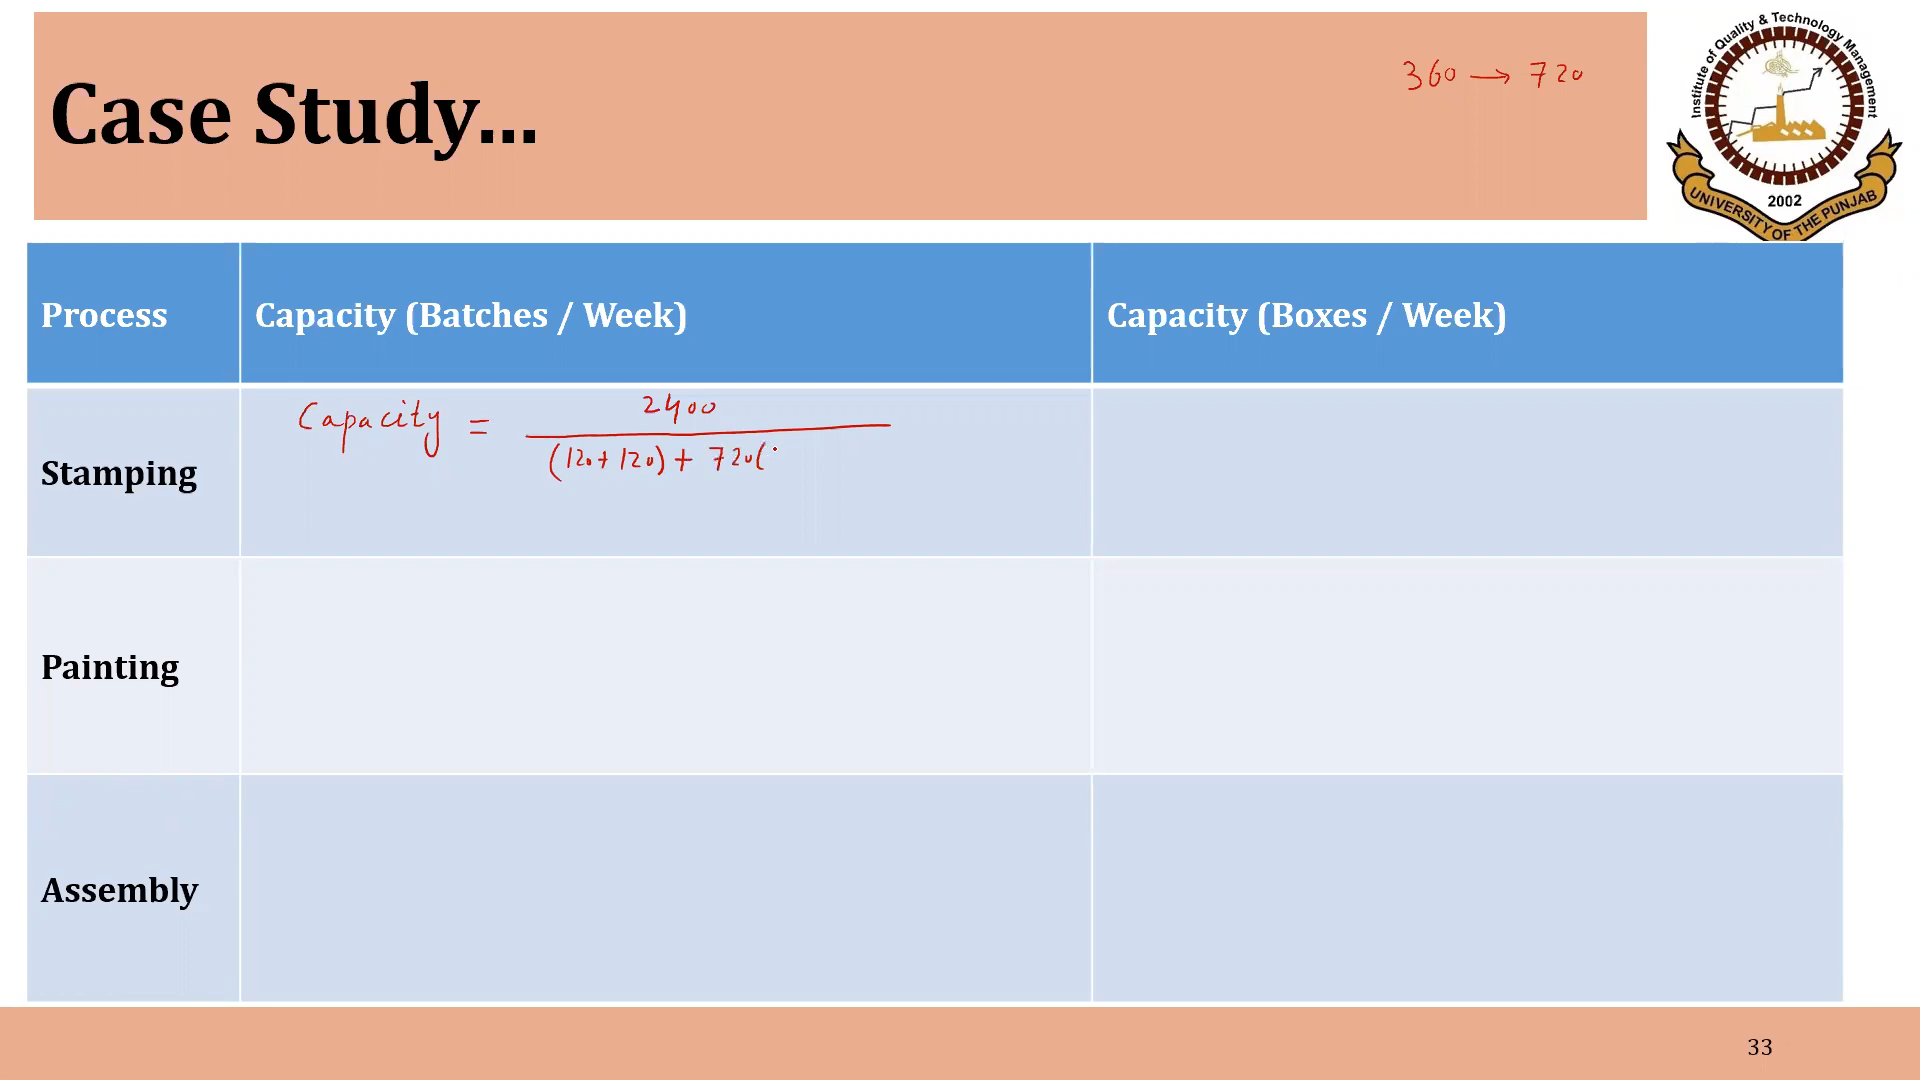 Case Study...
360 → 720
Institute of Quality & Technology Management
2002
UNIVERSITY OF THE PUNJAB
Process Capacity (Batches / Week) Capacity (Boxes / Week)
Stamping
Capacity = 2400
(120+120) + 720(
Painting
Assembly
33